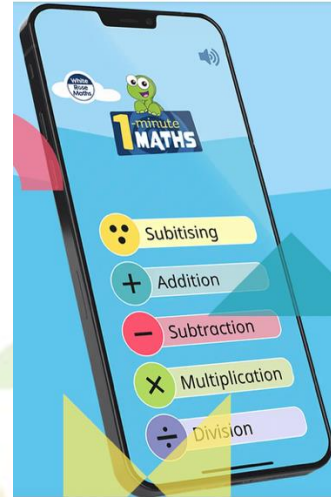 White
Rose
Maths
1-minute
MATHS
Subitising
+ Addition
− Subtraction
× Multiplication
÷ Division